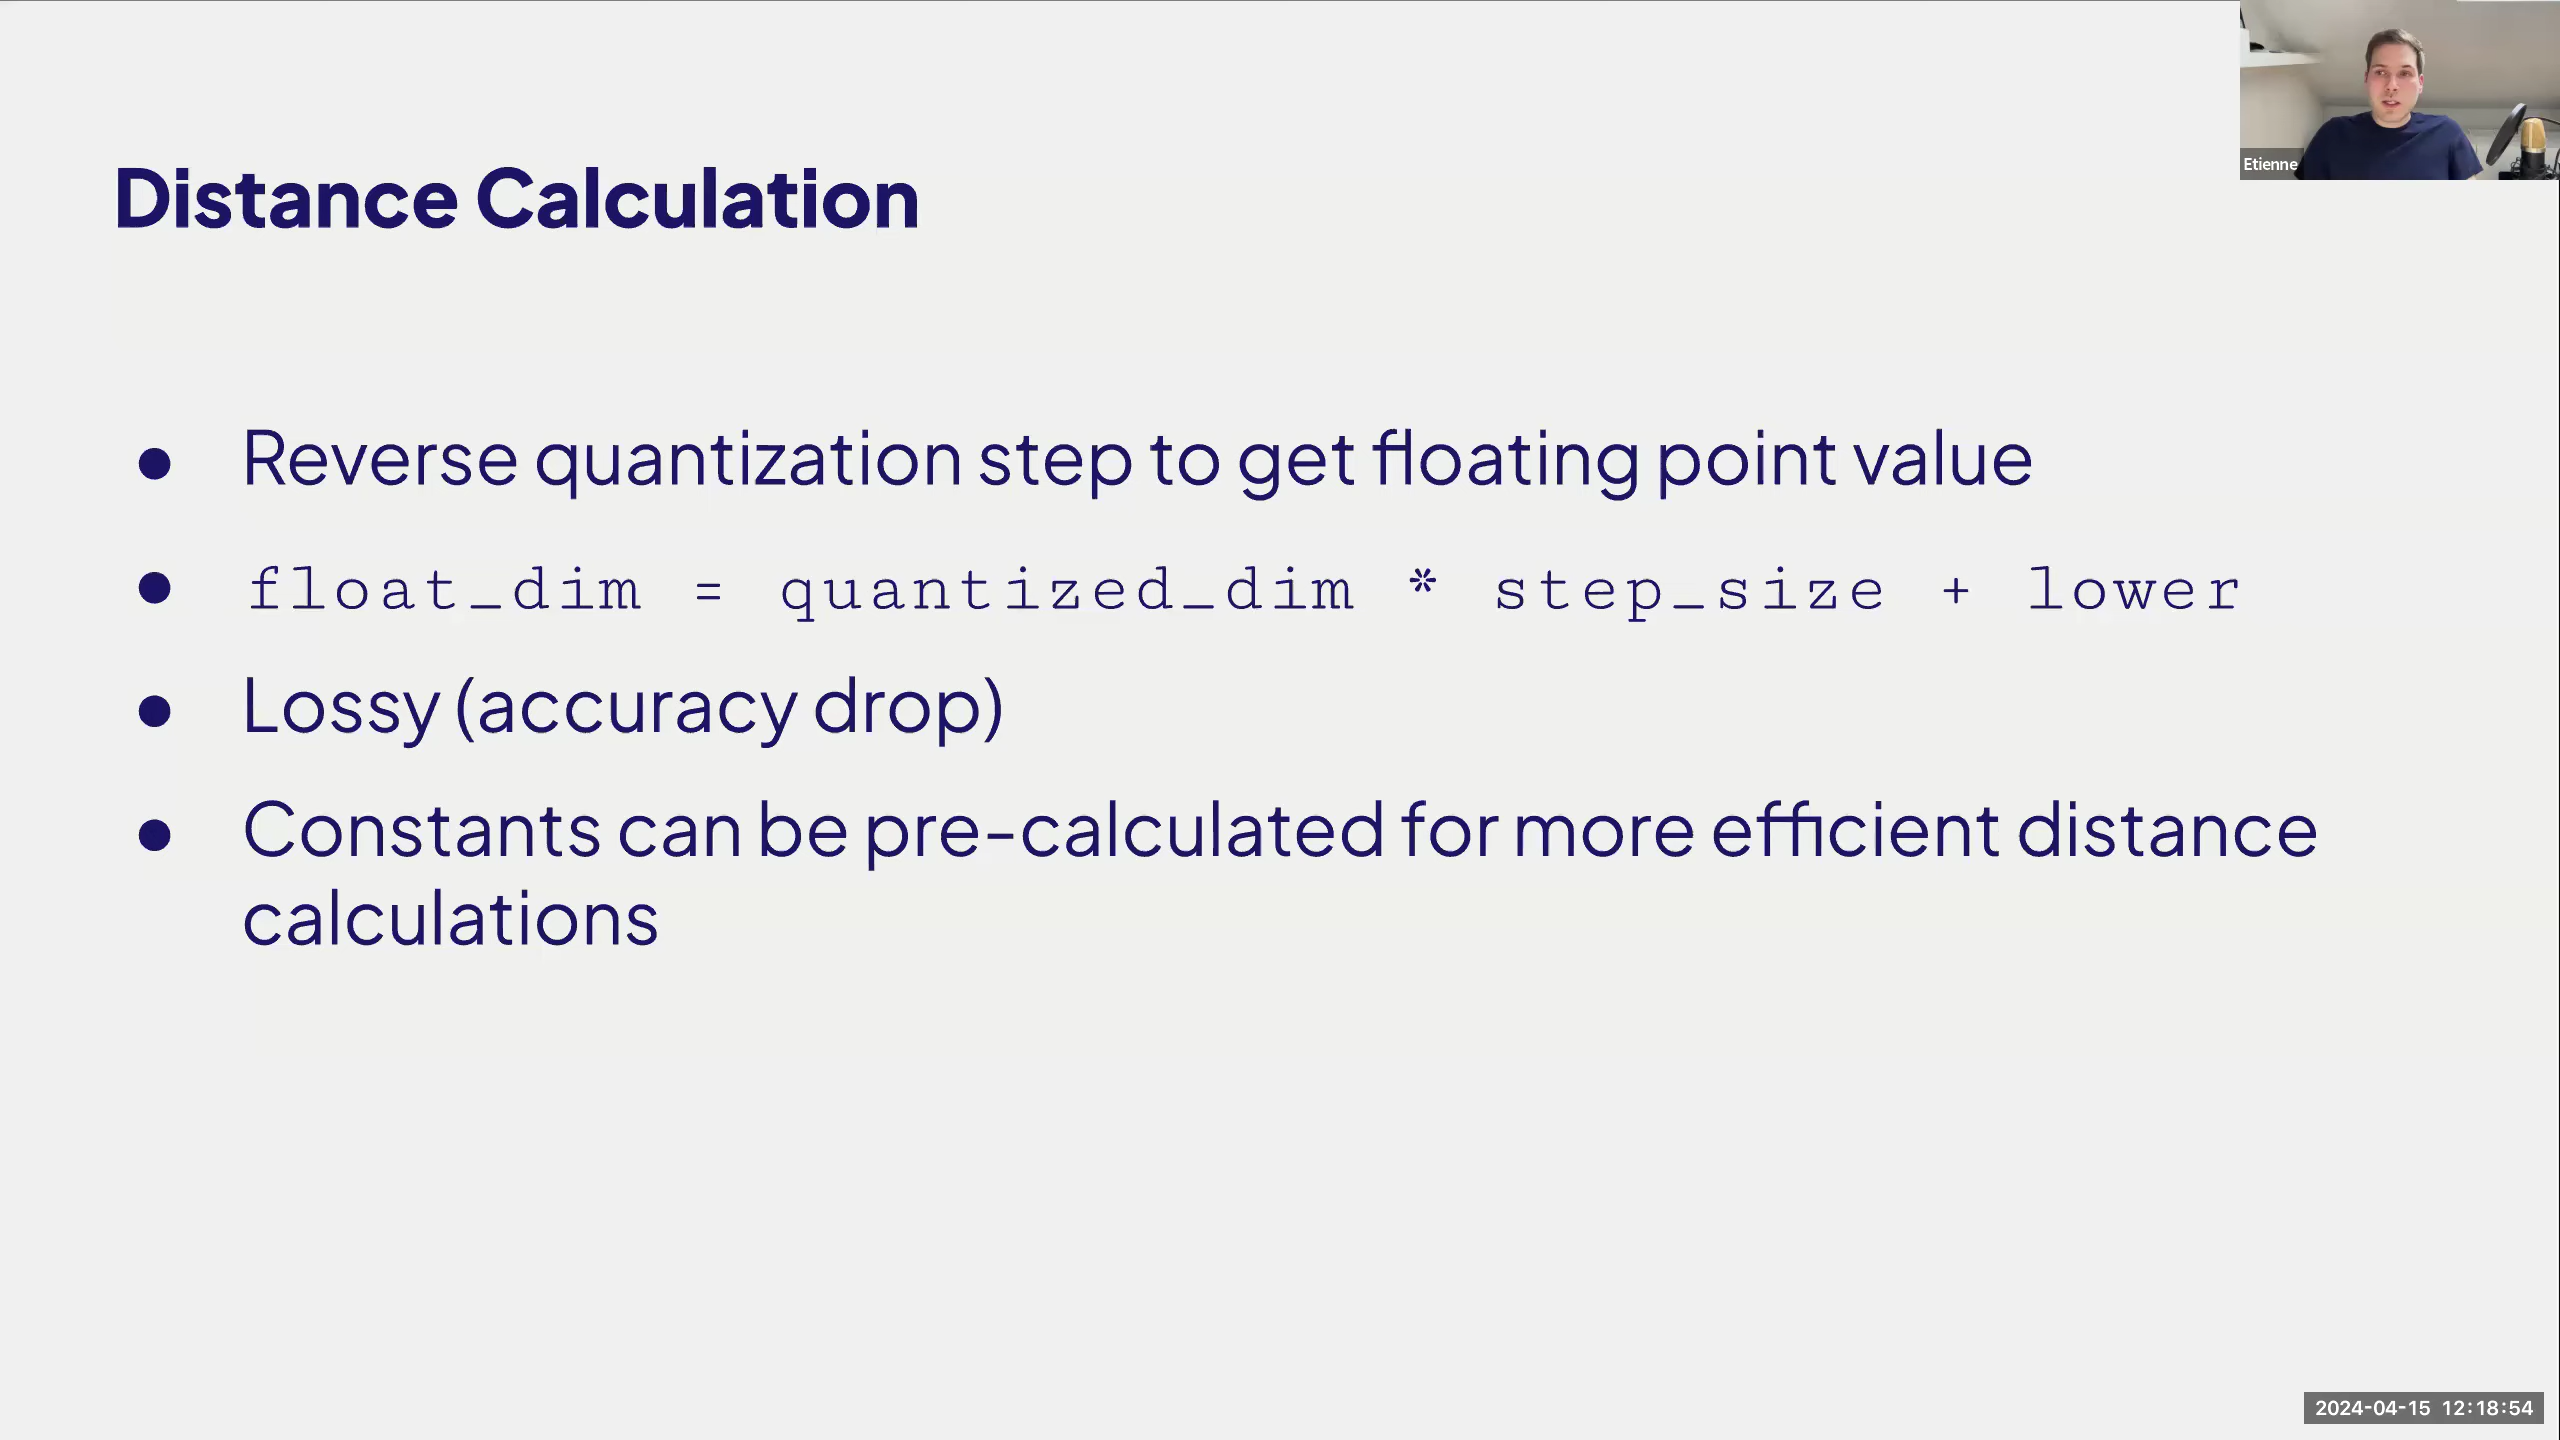 Etienne
Distance Calculation
● Reverse quantization step to get floating point value
● float_dim = quantized_dim * step_size + lower
● Lossy (accuracy drop)
● Constants can be pre-calculated for more efficient distance
calculations
2024-04-15 12:18:54